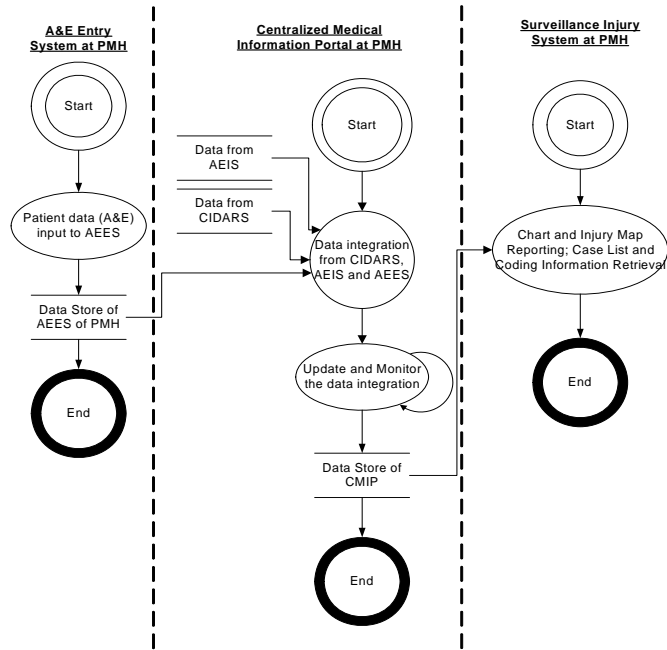 A&E Entry
System at PMH
Start
Patient data (A&E)
input to AEES
Data Store of
AEES of PMH
End
Centralized Medical
Information Portal at PMH
Start
Data from
AEIS
Data from
CIDARS
Data integration
from CIDARS,
AEIS and AEES
Update and Monitor
the data integration
Data Store of
CMIP
End
Surveillance Injury
System at PMH
Start
Chart and Injury Map
Reporting; Case List and
Coding Information Retrieval
End